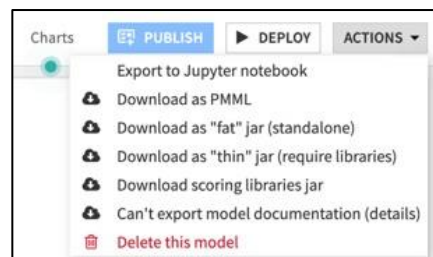 Charts PUBLISH DEPLOY ACTIONS
Export to Jupyter notebook
Download as PMML
Download as "fat" jar (standalone)
Download as "thin" jar (require libraries)
Download scoring libraries jar
Can't export model documentation (details)
Delete this model